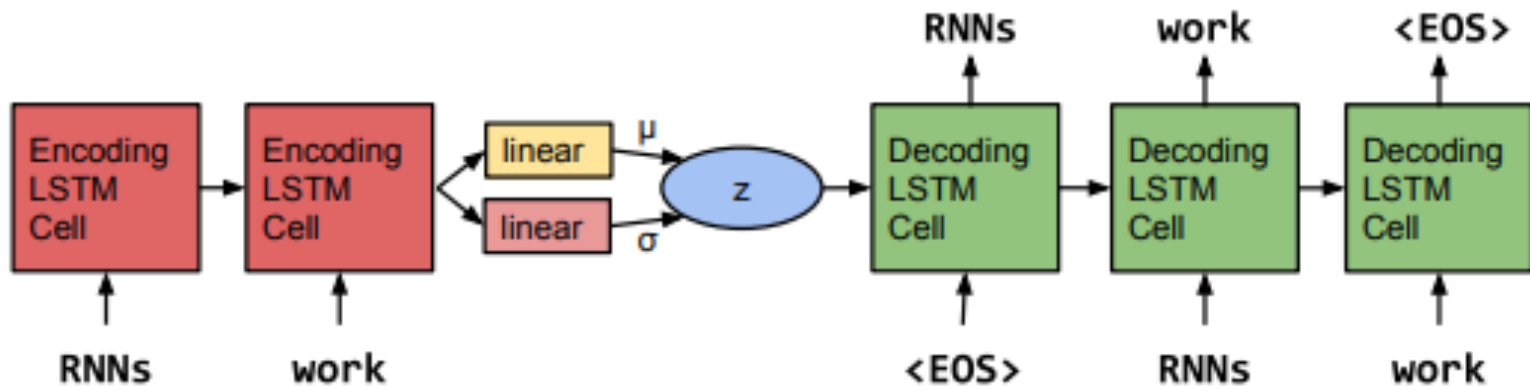 RNNs work <EOS>
Encoding
LSTM
Cell
Encoding
LSTM
Cell
linear
μ
linear
σ
z
Decoding
LSTM
Cell
Decoding
LSTM
Cell
Decoding
LSTM
Cell
RNNs work <EOS> RNNs work